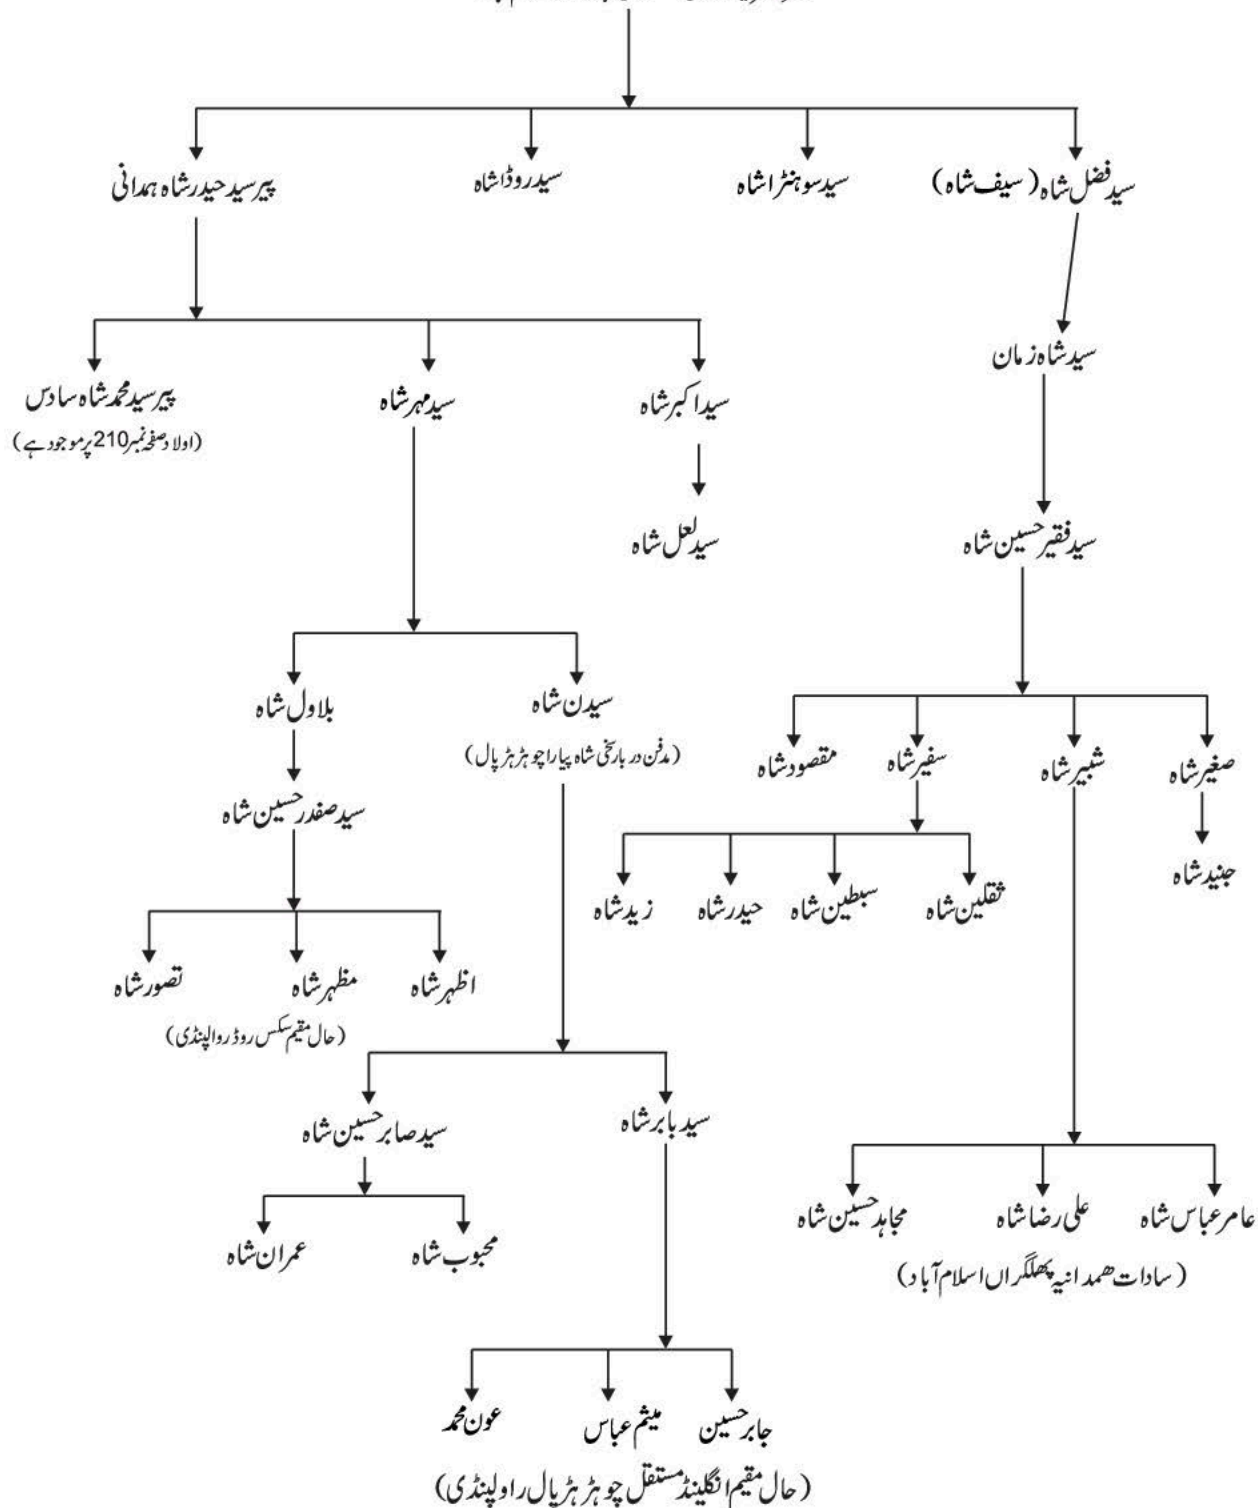 سید فضل شاہ (سیف شاہ)
سید سوہنٹرا شاہ
سید روڈا شاہ
پیر سید حیدر شاہ ہمدانی
سید شاہ زمان
سید اکبر شاہ
سید مہر شاہ
پیر سید محمد شاہ سادس
(اولاد صفحہ نمبر 210 پر موجود ہے)
سید فقیر حسین شاہ
سید لعل شاہ
سیدن شاہ
بلاول شاہ
(مدفن دربار سخی شاہ پیارا چوہڑ ہڑپال)
صغیر شاہ
شبیر شاہ
سفیر شاہ
مقصود شاہ
سید صفدر حسین شاہ
جنید شاہ
ثقلین شاہ
سبطین شاہ
حیدر شاہ
زید شاہ
اظہر شاہ
مظہر شاہ
تصور شاہ
(حال مقیم سکس روڈ روالپنڈی)
سید بابر شاہ
سید صابر حسین شاہ
عامر عباس شاہ
علی رضا شاہ
مجاہد حسین شاہ
(سادات ھمدانیہ پھلگراں اسلام آباد)
محبوب شاہ
عمران شاہ
جابر حسین
میثم عباس
عون محمد
(حال مقیم انگلینڈ مستقل چوہڑ ہڑپال راولپنڈی)